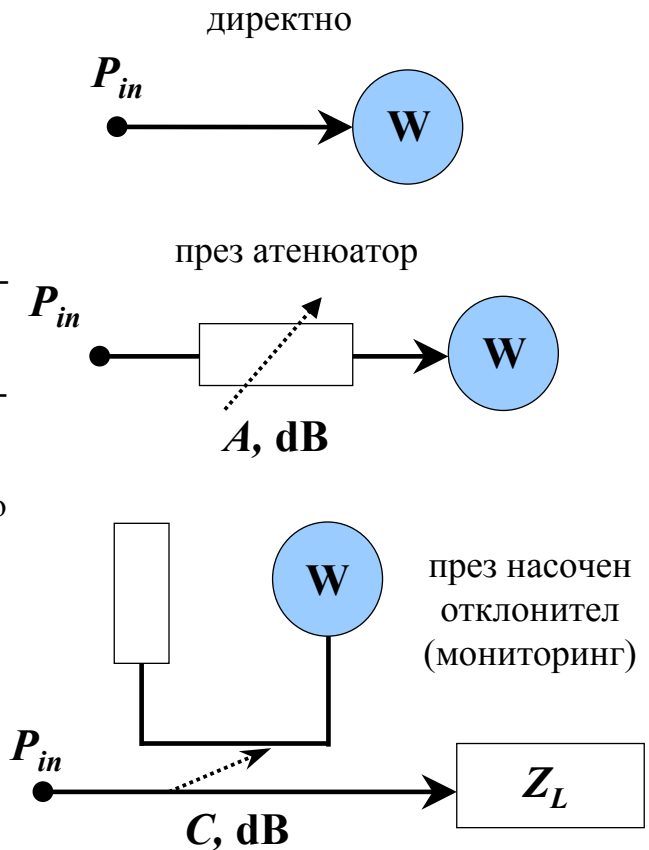 директно
P_in
W
през атенюатор
P_in
W
A, dB
о
W
през насочен
отклонител
(мониторинг)
P_in
Z_L
C, dB